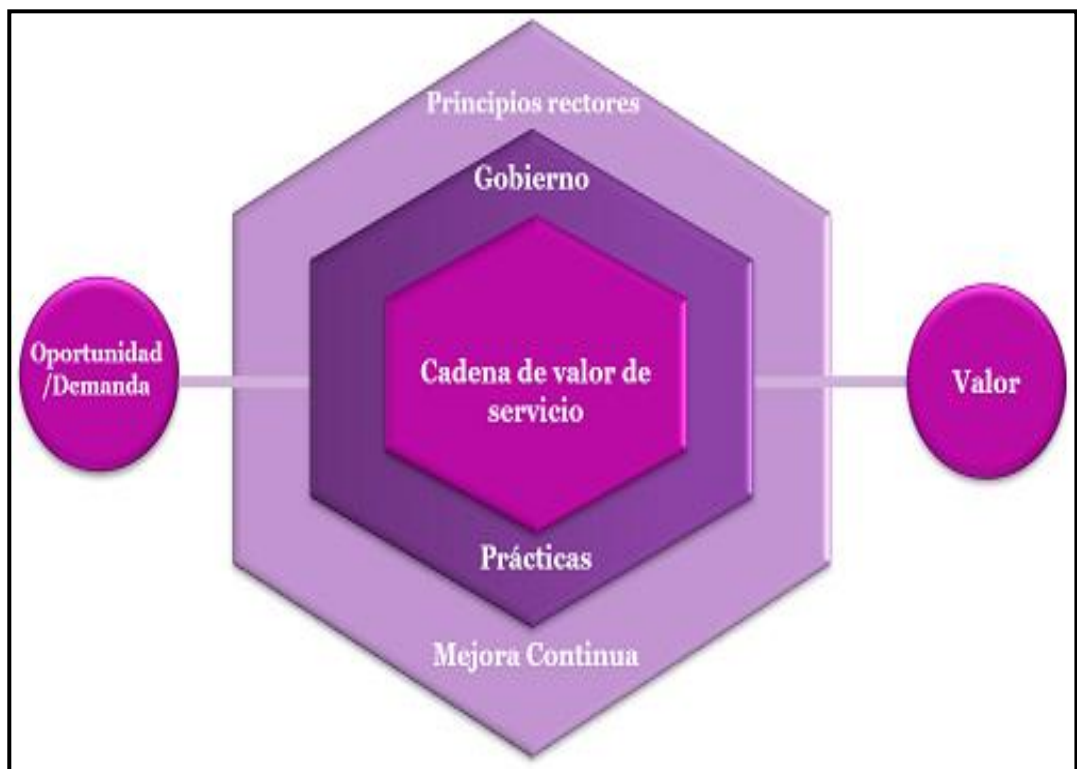 Principios rectores
Gobierno
Oportunidad
/Demanda
Cadena de valor de
servicio
Valor
Prácticas
Mejora Continua